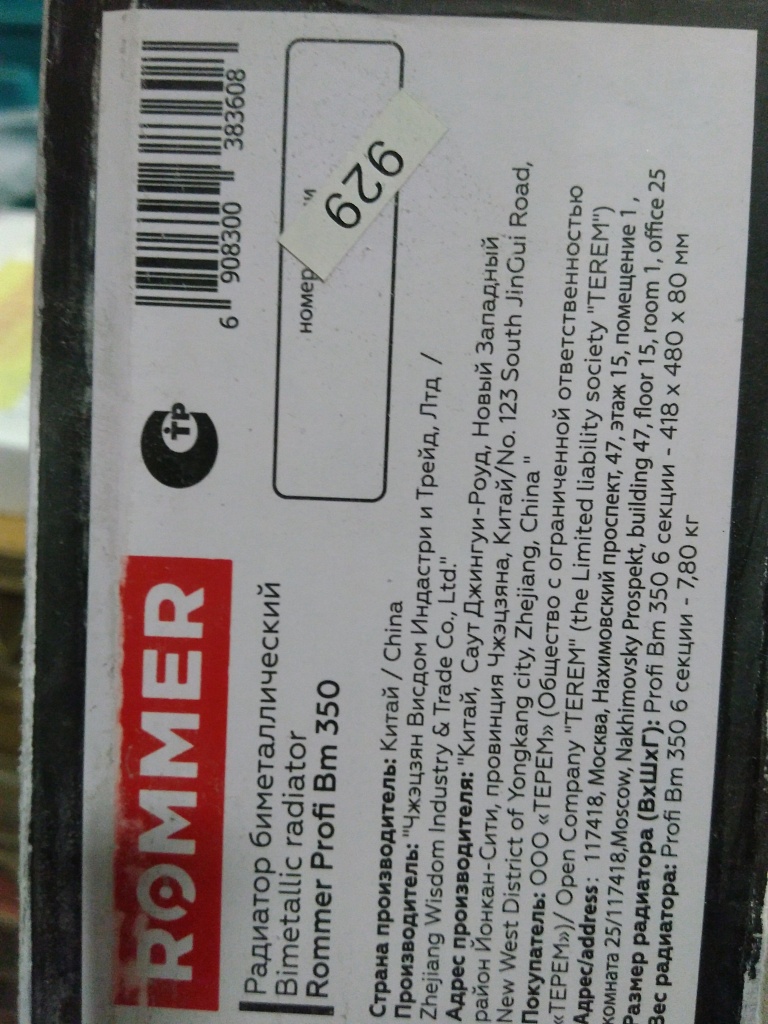 ROMMER
6 908300 383608
929
номер
Радиатор биметаллический
Bimetallic radiator
Rommer Profi Bm 350
Страна производитель: Китай / China
Производитель: "Чжэцзян Висдом Индастри и Трейд, Лтд /
Zhejiang Wisdom Industry & Trade Co., Ltd."
Адрес производителя: "Китай, Саут Джингуи-Роуд, Новый Западный
район Йонкан-Сити, провинция Чжэцзяна, Китай/No. 123 South JinGui Road,
New West District of Yongkang city, Zhejiang, China "
Покупатель: ООО «ТЕРЕМ» (Общество с ограниченной ответственностью
«ТЕРЕМ»)/ Open Company "TEREM" (the Limited liability society "TEREM")
Адрес/address: 117418, Москва, Нахимовский проспект, 47, этаж 15, помещение 1,
комната 25/117418,Moscow, Nakhimovsky Prospekt, building 47, floor 15, room 1, office 25
Размер радиатора (ВхШхГ): Profi Bm 350 6 секции - 418 x 480 x 80 мм
Вес радиатора: Profi Bm 350 6 секции - 7,80 кг